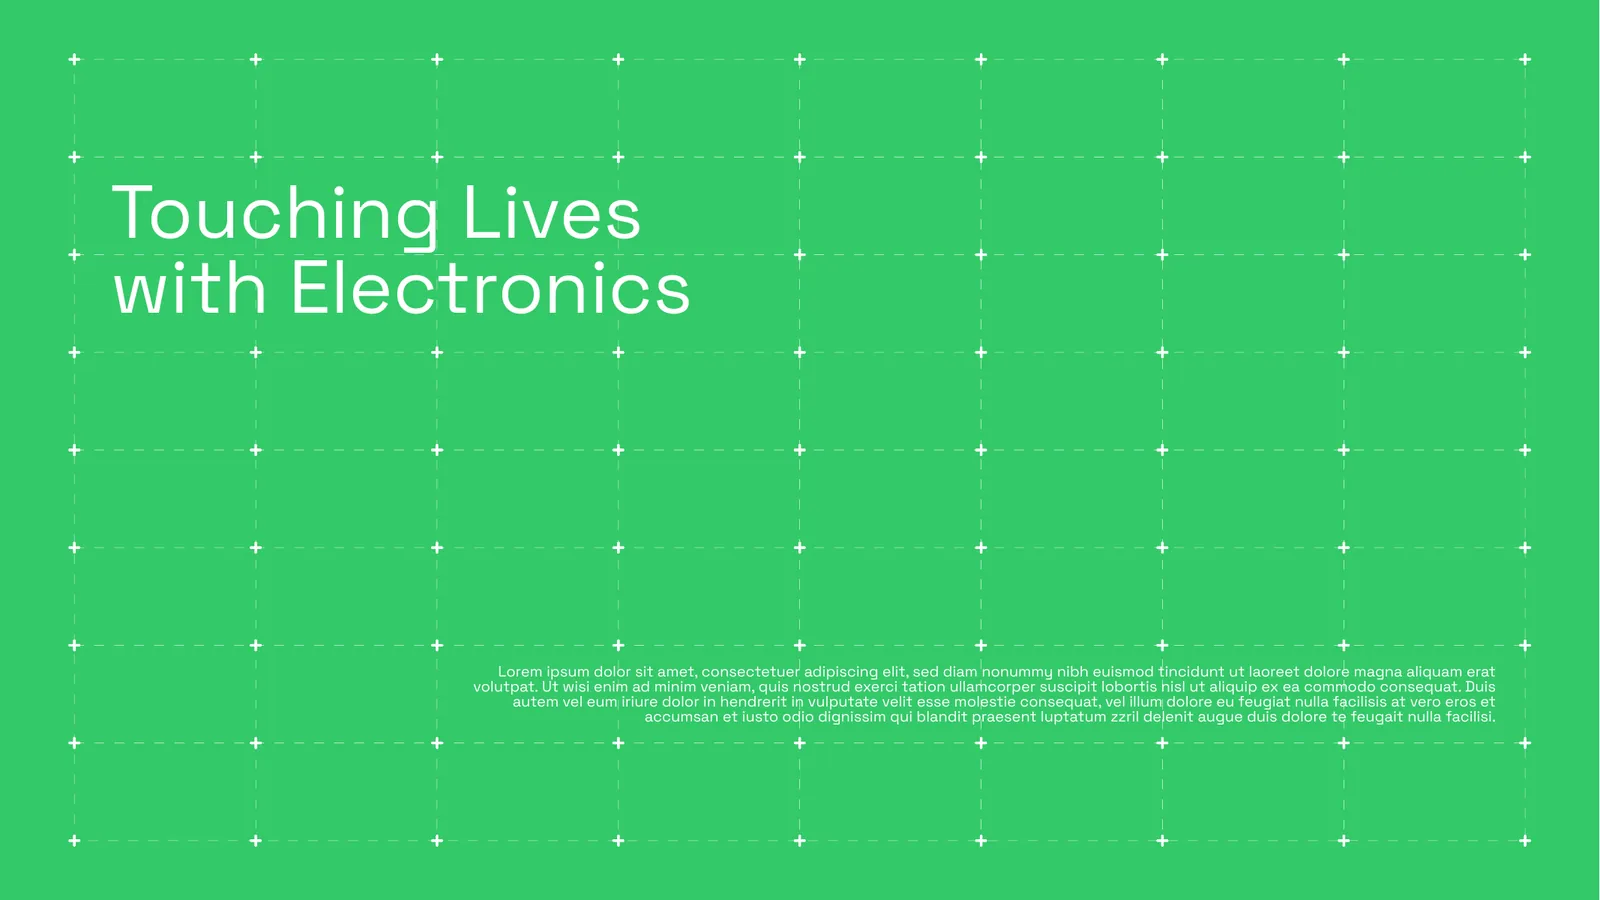 Touching Lives
with Electronics
Lorem ipsum dolor sit amet, consectetuer adipiscing elit, sed diam nonummy nibh euismod tincidunt ut laoreet dolore magna aliquam erat
volutpat. Ut wisi enim ad minim veniam, quis nostrud exerci tation ullamcorper suscipit lobortis nisl ut aliquip ex ea commodo consequat. Duis
autem vel eum iriure dolor in hendrerit in vulputate velit esse molestie consequat, vel illum dolore eu feugiat nulla facilisis at vero eros et
accumsan et iusto odio dignissim qui blandit praesent luptatum zzril delenit augue duis dolore te feugait nulla facilisi.